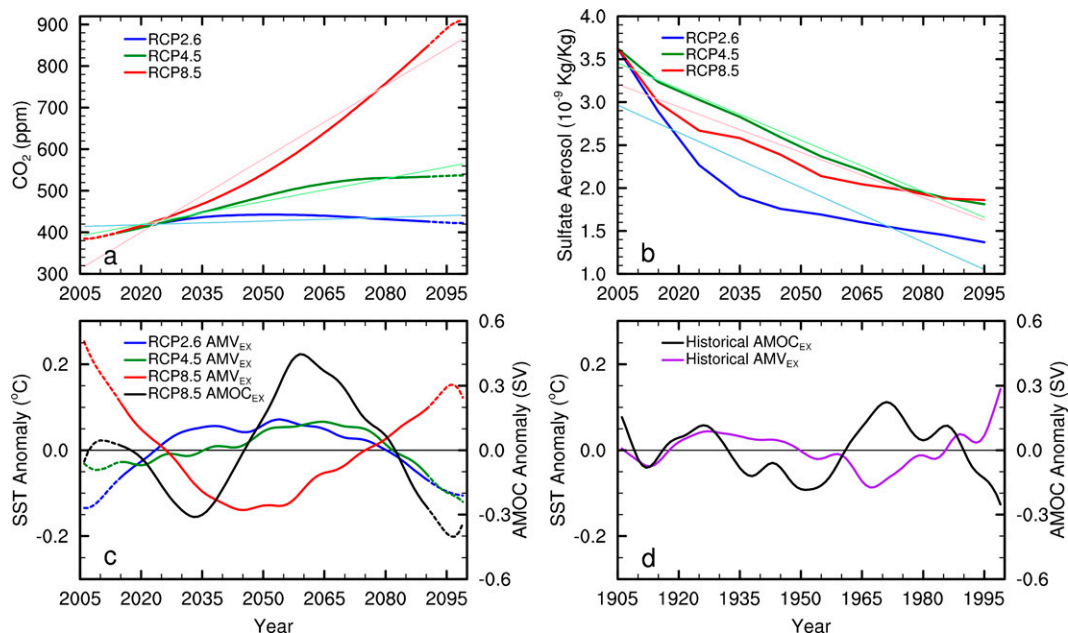 900
800
700
600
500
400
300
CO2 (ppm)
RCP2.6
RCP4.5
RCP8.5
a
2005 2020 2035 2050 2065 2080 2095
4.0
3.5
3.0
2.5
2.0
1.5
1.0
Sulfate Aerosol (10-9 Kg/Kg)
RCP2.6
RCP4.5
RCP8.5
b
2005 2020 2035 2050 2065 2080 2095
0.2
0.0
-0.2
SST Anomaly (oC)
RCP2.6 AMVEX
RCP4.5 AMVEX
RCP8.5 AMVEX
RCP8.5 AMOCEX
c
0.6
0.3
0.0
-0.3
-0.6
AMOC Anomaly (SV)
2005 2020 2035 2050 2065 2080 2095
Year
0.2
0.0
-0.2
SST Anomaly (oC)
Historical AMOCEX
Historical AMVEX
d
0.6
0.3
0.0
-0.3
-0.6
AMOC Anomaly (SV)
1905 1920 1935 1950 1965 1980 1995
Year